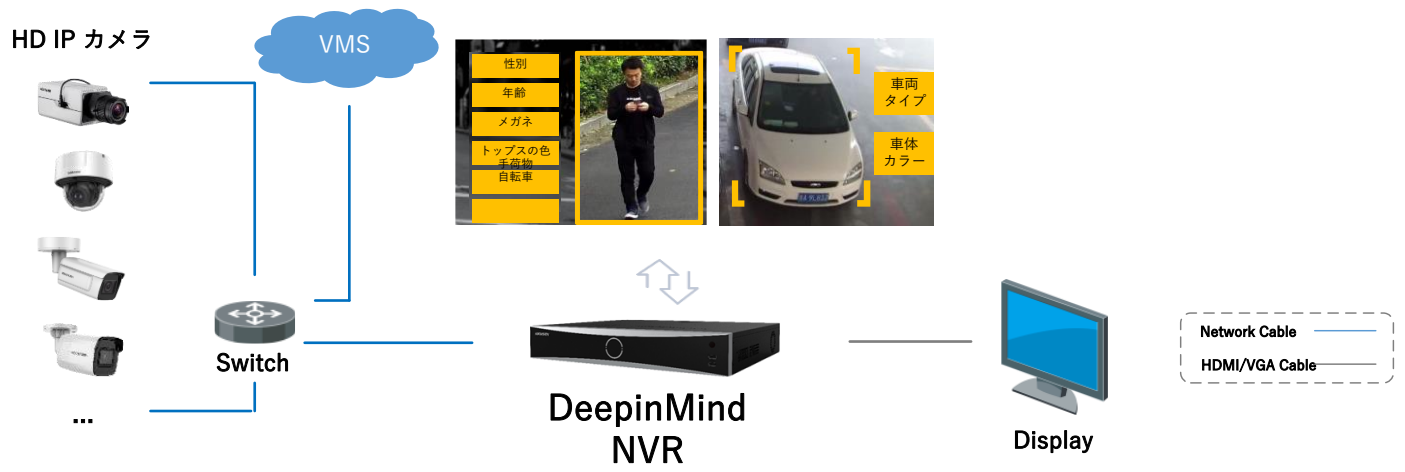 HD IP カメラ
VMS
性別
年齢
メガネ
トップスの色
手荷物
自転車
車両
タイプ
車体
カラー
Switch
...
DeepinMind
NVR
Display
Network Cable
HDMI/VGA Cable